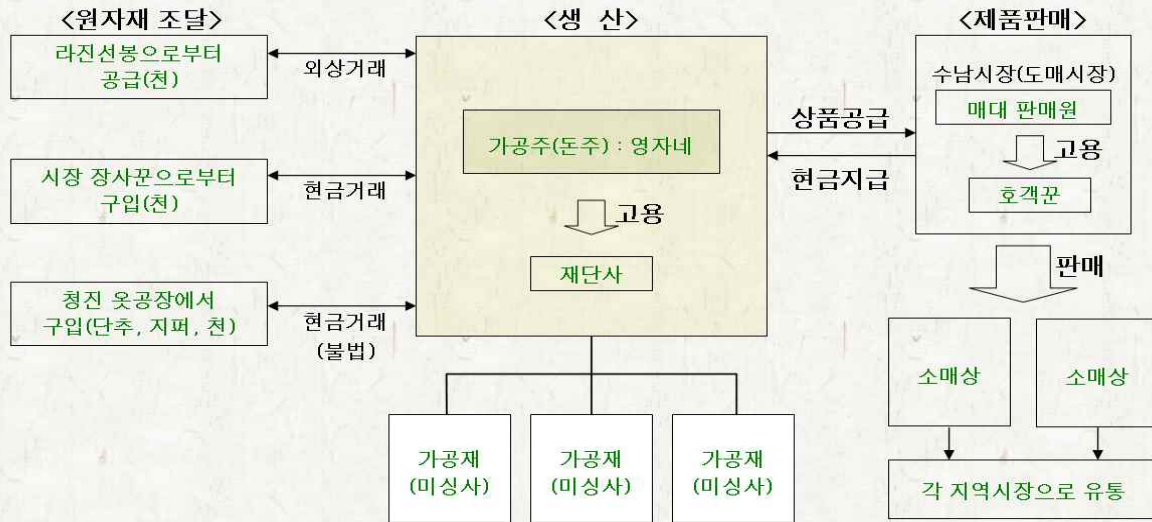 <원자재 조달>
라진선봉으로부터
공급(천)
외상거래
시장 장사꾼으로부터
구입(천)
현금거래
청진 옷공장에서
구입(단추, 지퍼, 천)
현금거래
(불법)
<생 산>
가공주(돈주) : 영자네
고용
재단사
가공재
(미싱사)
가공재
(미싱사)
가공재
(미싱사)
상품공급
현금지급
<제품판매>
수남시장(도매시장)
매대 판매원
고용
호객꾼
판매
소매상
소매상
각 지역시장으로 유통